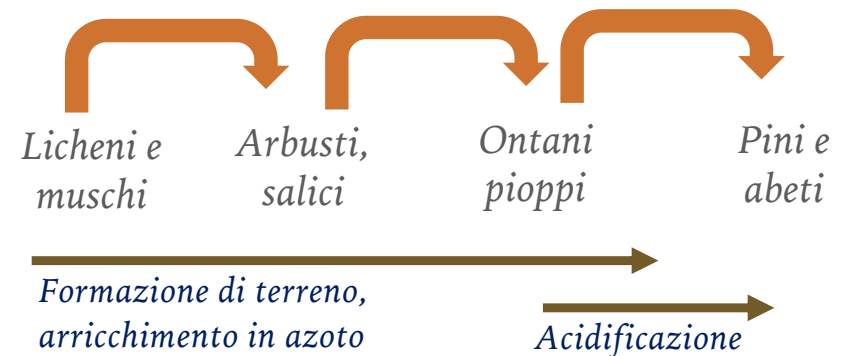 Licheni e
muschi
Arbusti,
salici
Ontani
pioppi
Pini e
abeti
Formazione di terreno,
arricchimento in azoto
Acidificazione